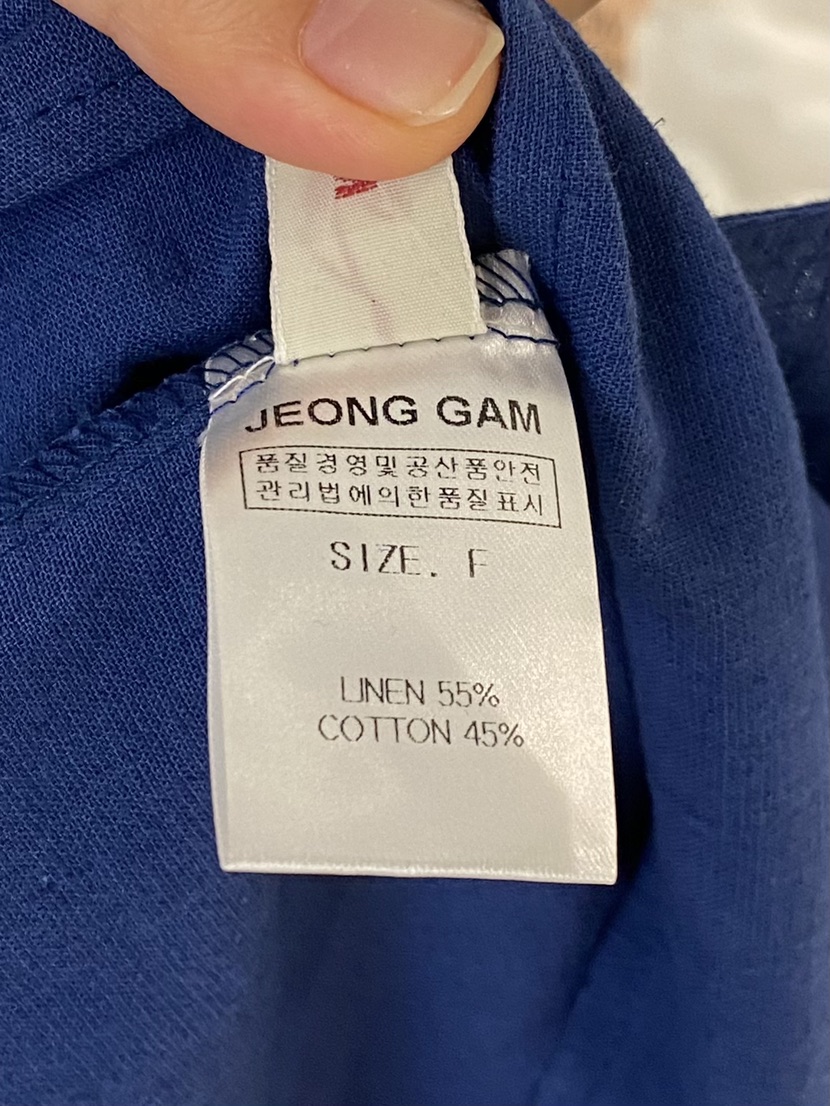 JEONG GAM
품질경영및공산품안전
관리법에의한품질표시
SIZE. F
LINEN 55%
COTTON 45%